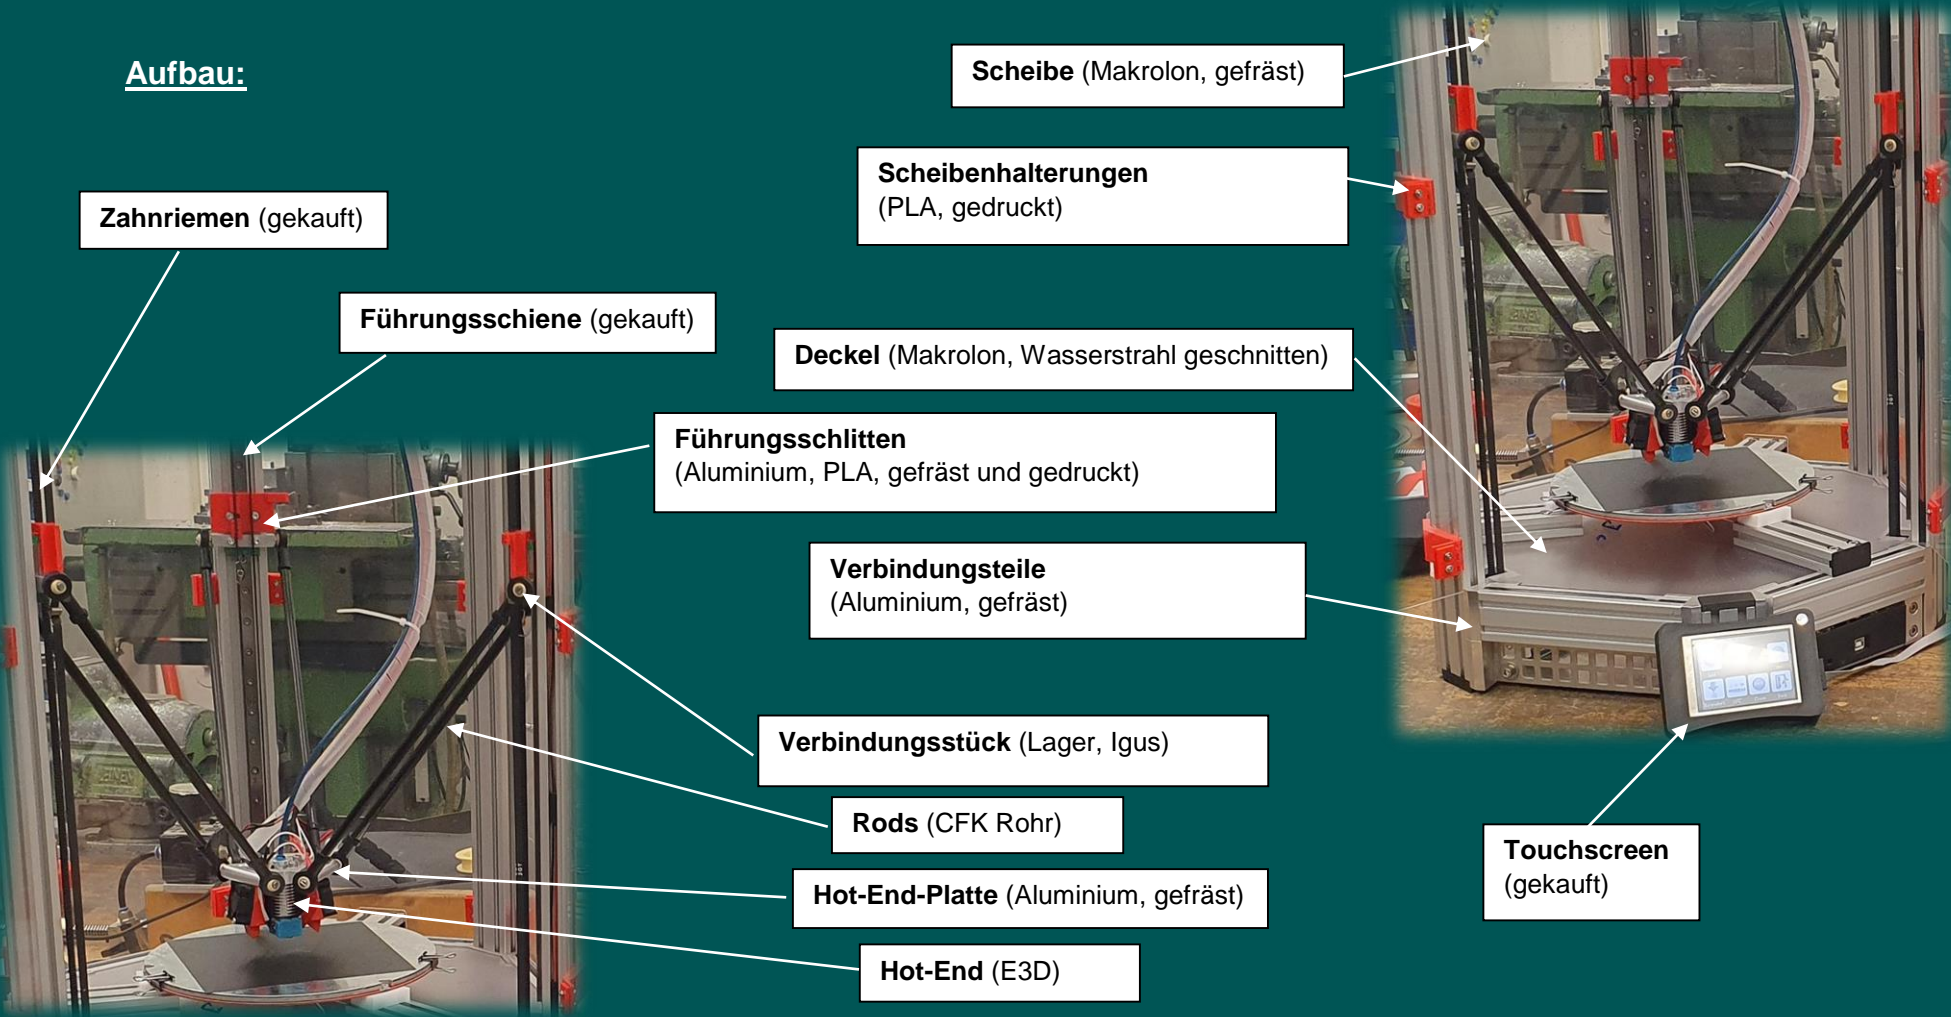 Aufbau:
Scheibe (Makrolon, gefräst)
Scheibenhalterungen
(PLA, gedruckt)
Zahnriemen (gekauft)
Führungsschiene (gekauft)
Deckel (Makrolon, Wasserstrahl geschnitten)
Führungsschlitten
(Aluminium, PLA, gefräst und gedruckt)
Verbindungsteile
(Aluminium, gefräst)
Verbindungsstück (Lager, Igus)
Rods (CFK Rohr)
Touchscreen
(gekauft)
Hot-End-Platte (Aluminium, gefräst)
Hot-End (E3D)